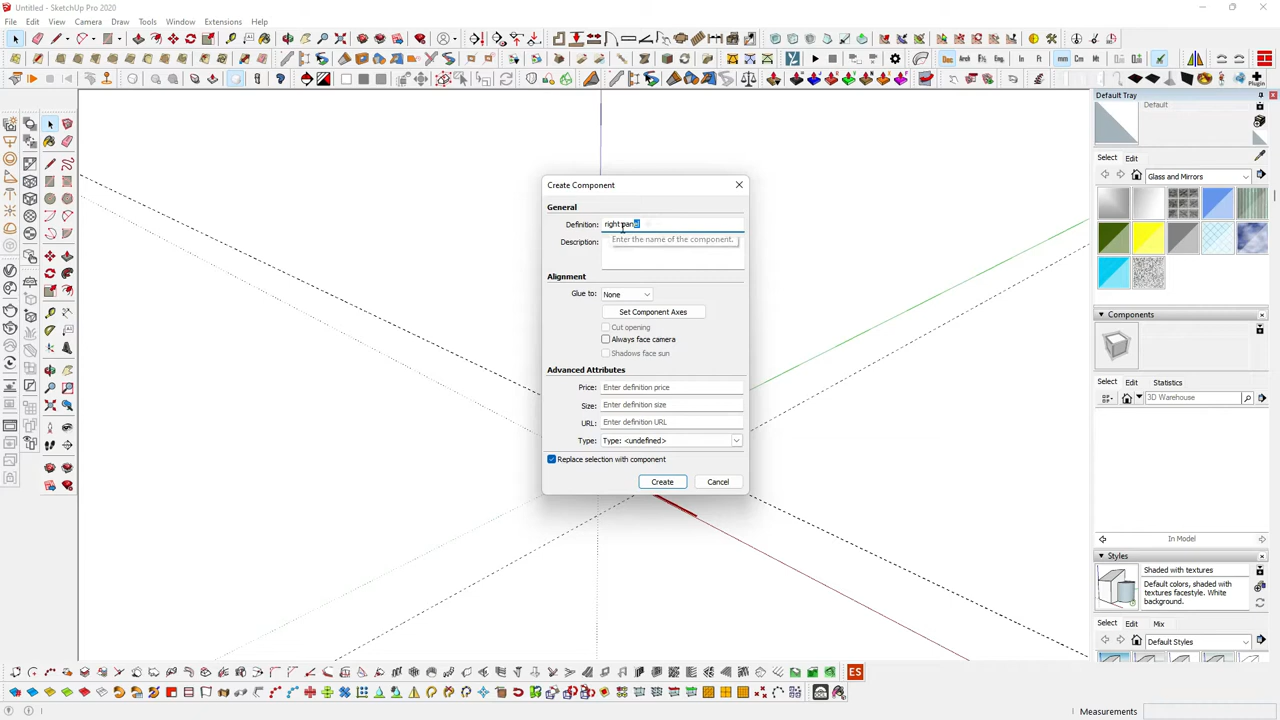 Untitled - SketchUp Pro 2020
File Edit View Camera Draw Tools Window Extensions Help
mm Cm Mt
Plugin
Default Tray
Default
Select Edit
Glass and Mirrors
Create Component
General
Definition:
Enter the name of the component.
Description:
Alignment
Glue to: None
Set Component Axes
Cut opening
Always face camera
Shadows face sun
Advanced Attributes
Price: Enter definition price
Size: Enter definition size
URL: Enter definition URL
Type: Type: <undefined>
Replace selection with component
Create Cancel
Components
Select Edit Statistics
3D Warehouse
In Model
Styles
Shaded with textures
Default colors, shaded with
textures facestyle. White
background.
Select Edit Mix
Default Styles
ES
Measurements